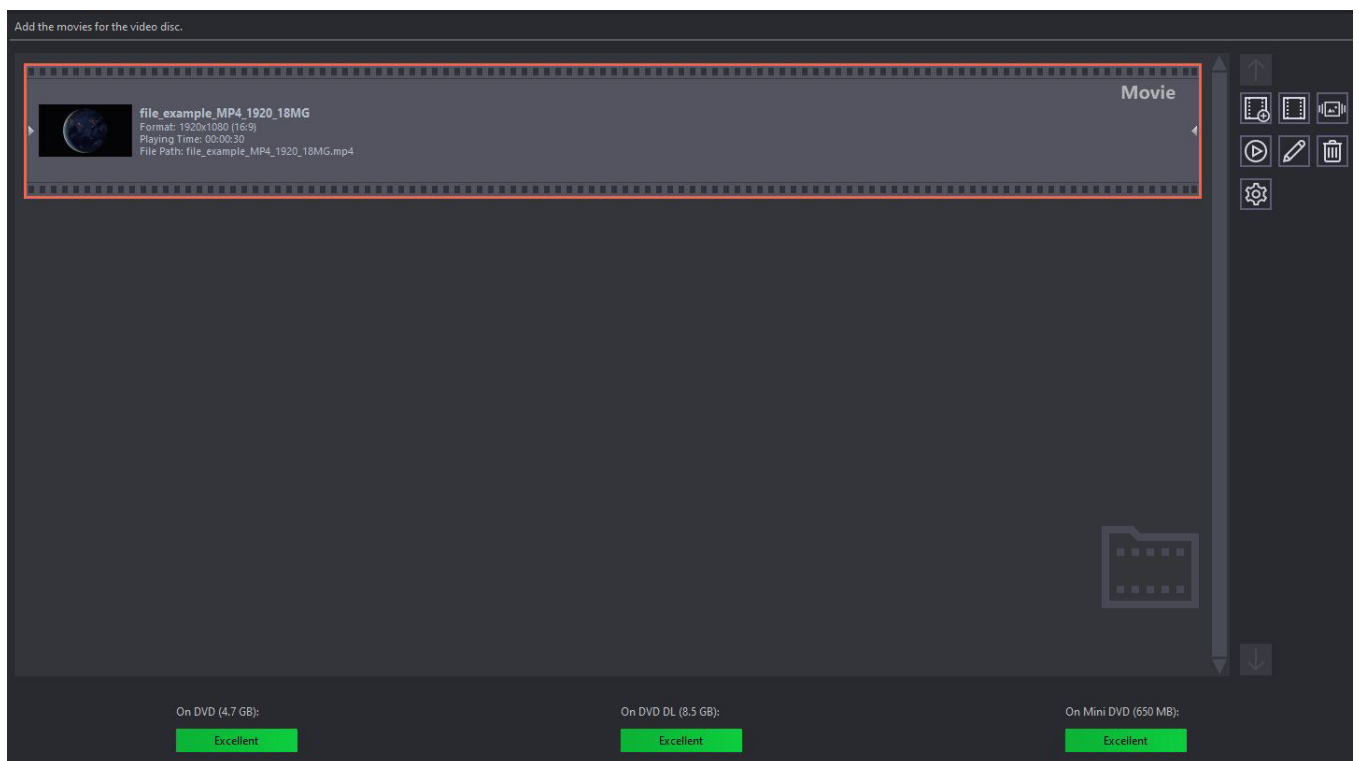 Add the movies for the video disc.
Movie
file_example_MP4_1920_18MG
Format: 1920x1080 (16:9)
Playing Time: 00:00:30
File Path: file_example_MP4_1920_18MG.mp4
On DVD (4.7 GB):
On DVD DL (8.5 GB):
On Mini DVD (650 MB):
Excellent
Excellent
Excellent